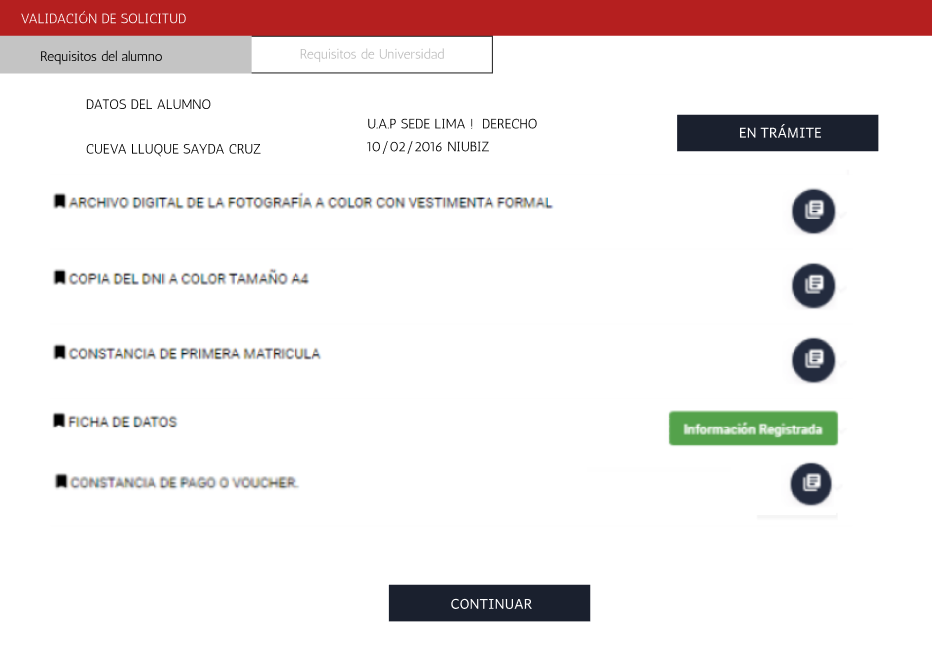 VALIDACIÓN DE SOLICITUD
Requisitos del alumno
Requisitos de Universidad
DATOS DEL ALUMNO
CUEVA LLUQUE SAYDA CRUZ
U.A.P SEDE LIMA ! DERECHO
10/02/2016 NIUBIZ
EN TRÁMITE
ARCHIVO DIGITAL DE LA FOTOGRAFÍA A COLOR CON VESTIMENTA FORMAL
COPIA DEL DNI A COLOR TAMAÑO A4
CONSTANCIA DE PRIMERA MATRICULA
FICHA DE DATOS
Información Registrada
CONSTANCIA DE PAGO O VOUCHER.
CONTINUAR